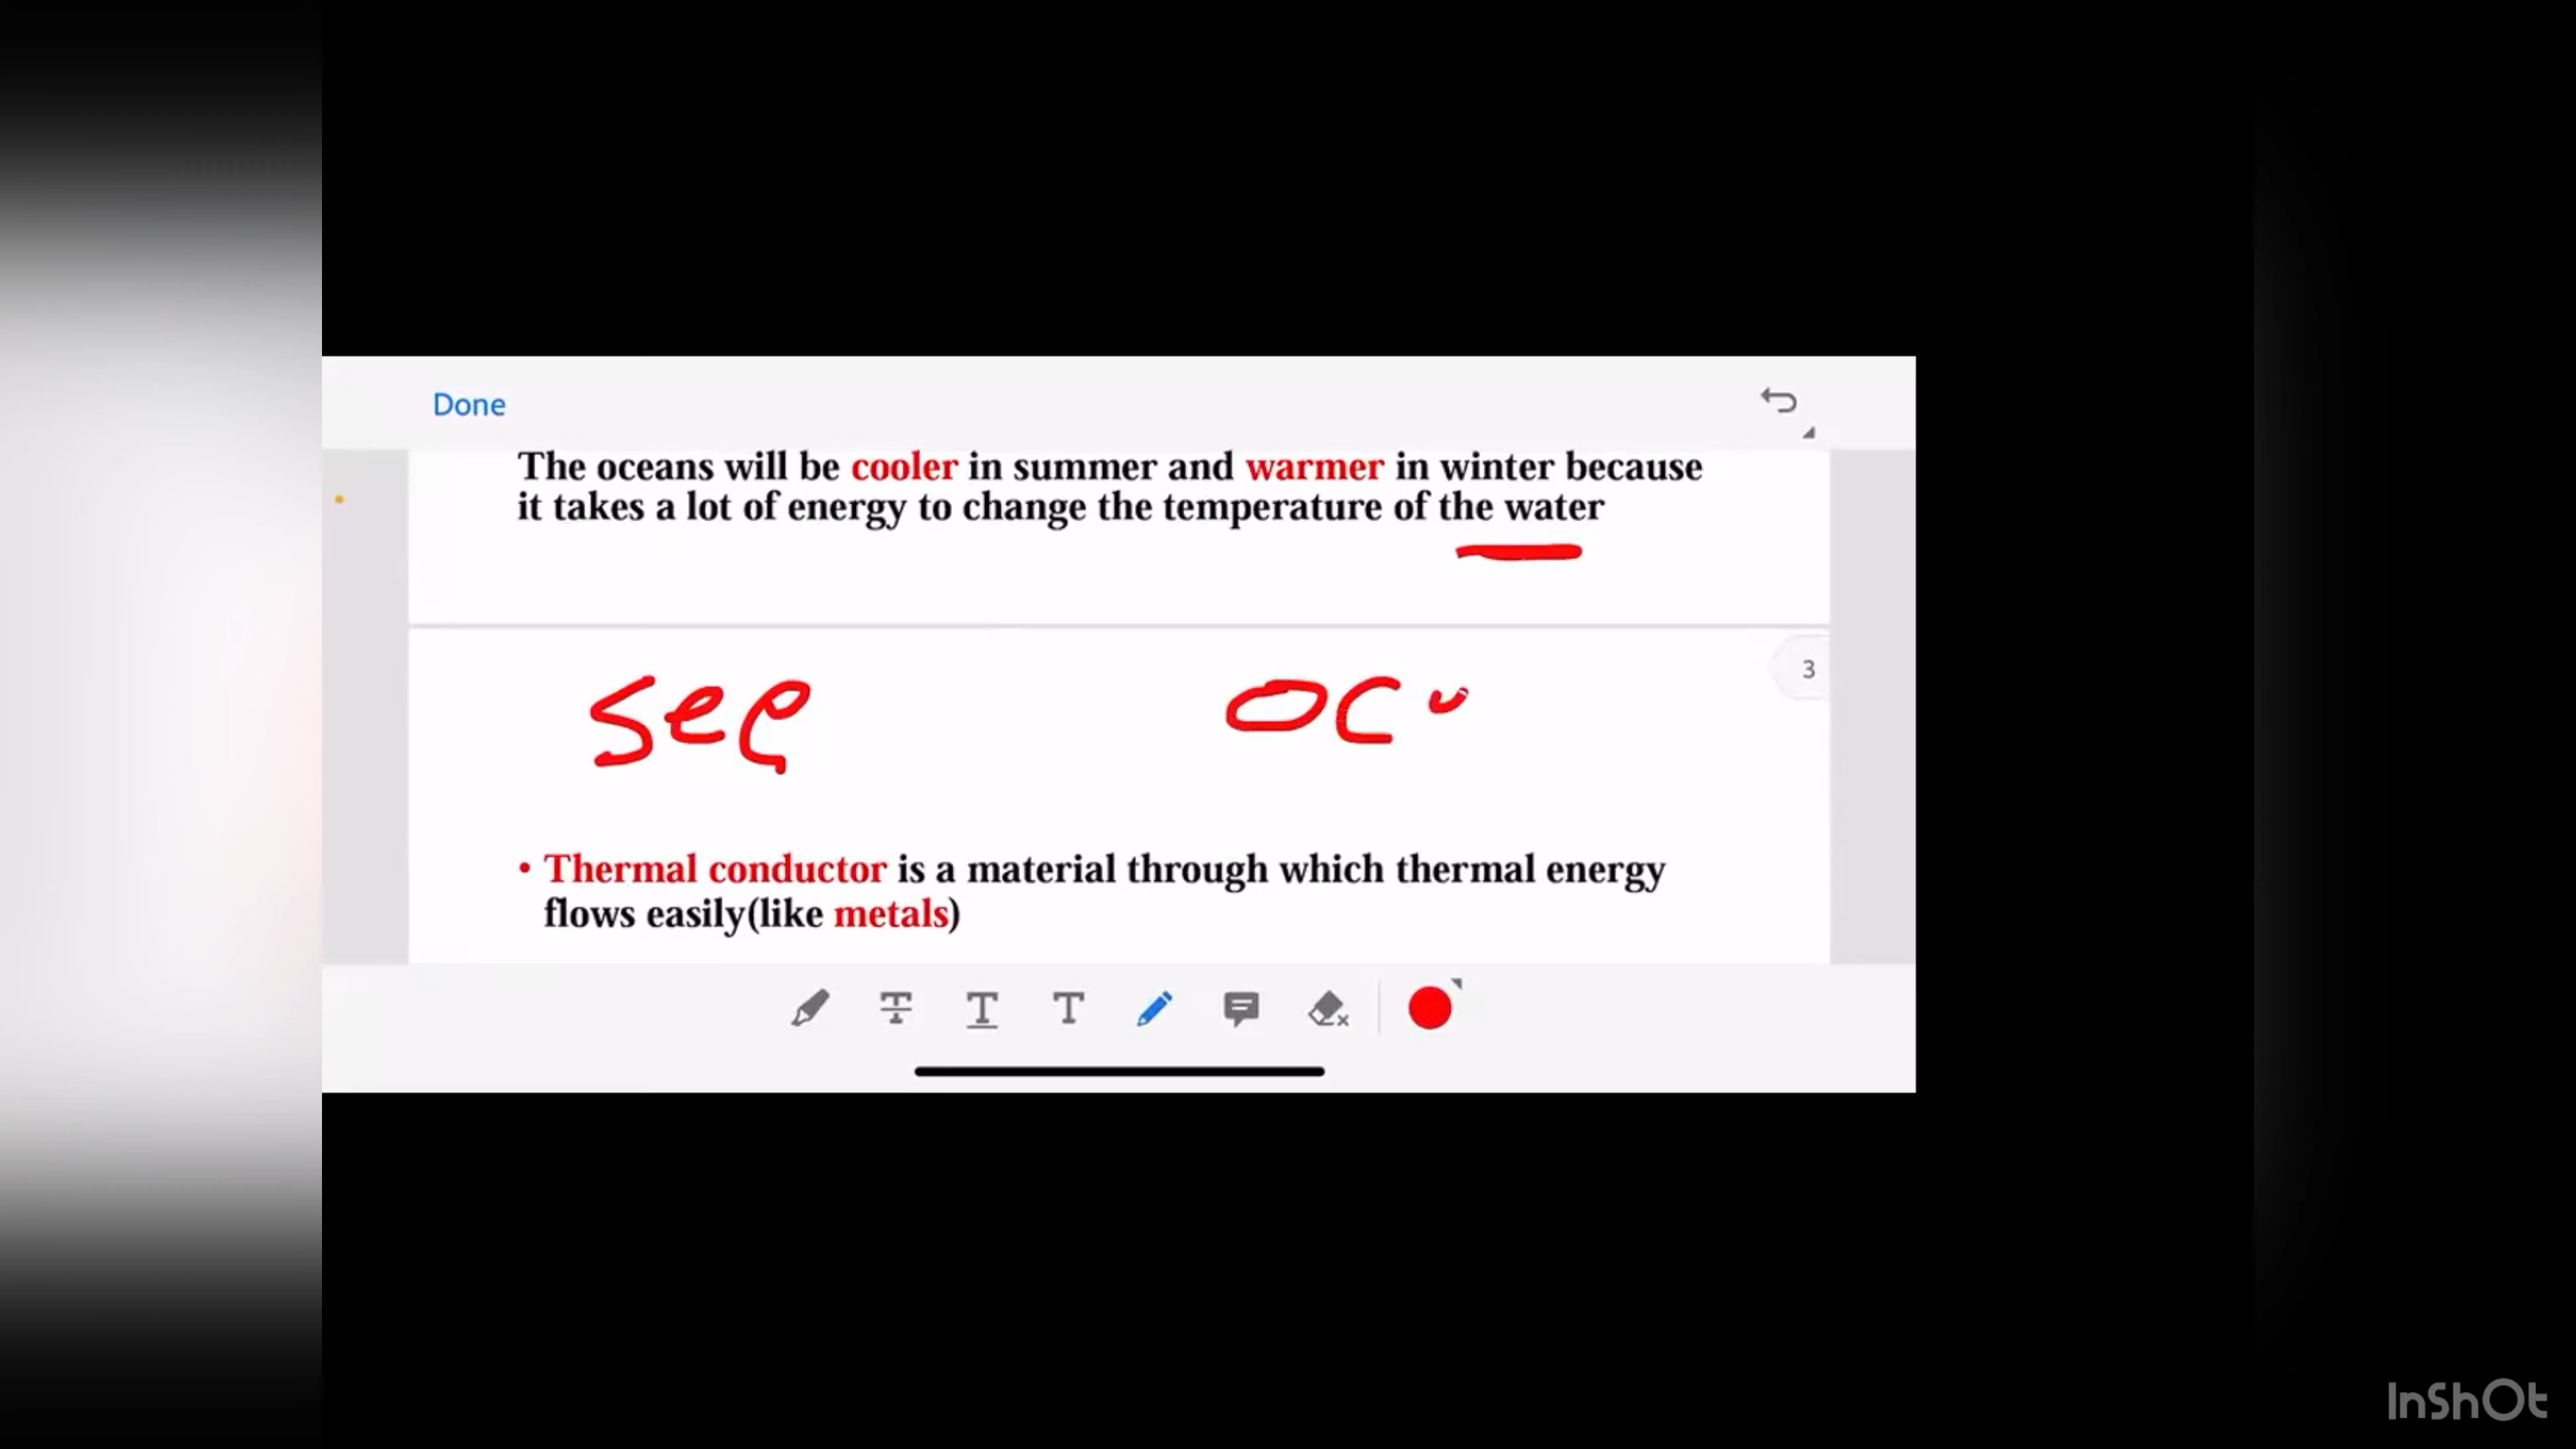 Done
The oceans will be cooler in summer and warmer in winter because
it takes a lot of energy to change the temperature of the water
3
oc
• Thermal conductor is a material through which thermal energy
flows easily(like metals)
InShOt